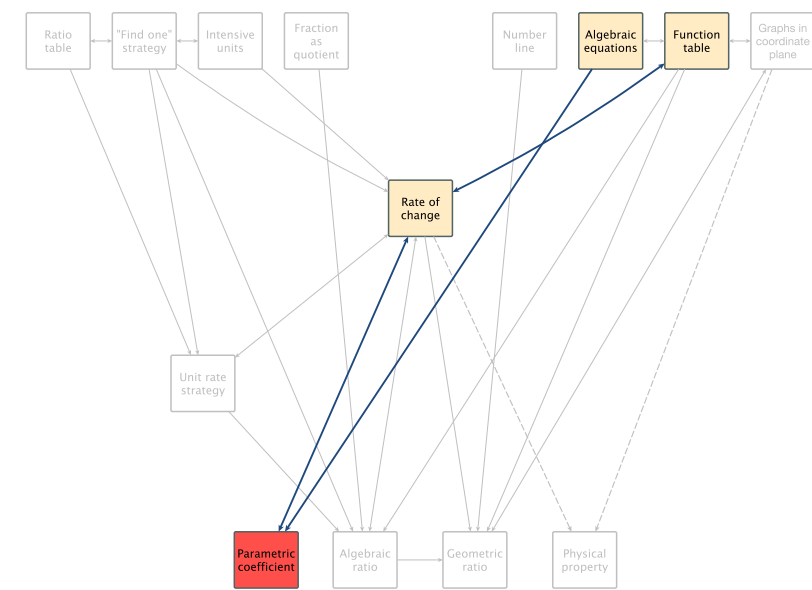 Ratio
table
"Find one"
strategy
Intensive
units
Fraction
as
quotient
Number
line
Algebraic
equations
Function
table
Graphs in
coordinate
plane
Rate of
change
Unit rate
strategy
Parametric
coefficient
Algebraic
ratio
Geometric
ratio
Physical
property